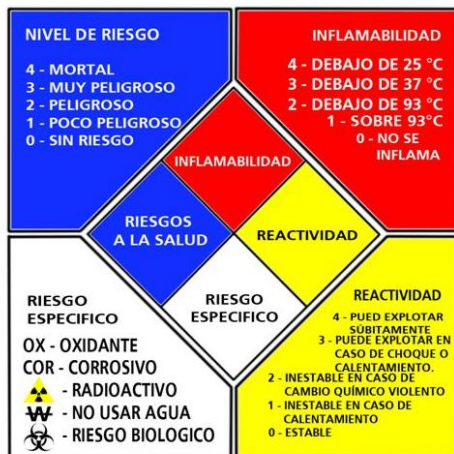 NIVEL DE RIESGO
4 - MORTAL
3 - MUY PELIGROSO
2 - PELIGROSO
1 - POCO PELIGROSO
0 - SIN RIESGO
INFLAMABILIDAD
4 - DEBAJO DE 25 °C
3 - DEBAJO DE 37 °C
2 - DEBAJO DE 93 °C
1 - SOBRE 93°C
0 - NO SE
INFLAMA
INFLAMABILIDAD
RIESGOS
A LA SALUD
REACTIVIDAD
RIESGO
ESPECIFICO
RIESGO
ESPECIFICO
OX - OXIDANTE
COR - CORROSIVO
- RADIOACTIVO
W - NO USAR AGUA
- RIESGO BIOLOGICO
REACTIVIDAD
4 - PUED EXPLOTAR
SÚBITAMENTE
3 - PUEDE EXPLOTAR EN
CASO DE CHOQUE O
CALENTAMIENTO.
2 - INESTABLE EN CASO DE
CAMBIO QUÍMICO VIOLENTO
1 - INESTABLE EN CASO DE
CALENTAMIENTO
0 - ESTABLE